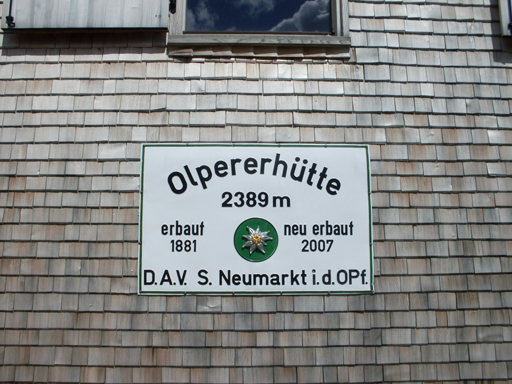 Olpererhütte
2389 m
erbaut neu erbaut
1881 2007
D.A.V. S. Neumarkt i.d.OPf.